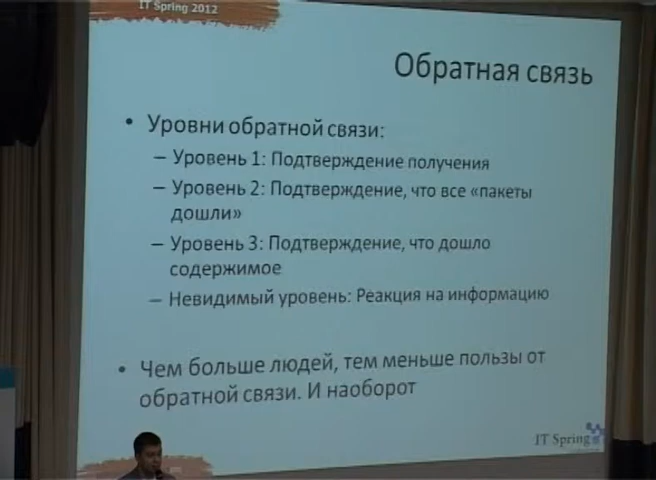 IT Spring 2012
Обратная связь
• Уровни обратной связи:
– Уровень 1: Подтверждение получения
– Уровень 2: Подтверждение, что все «пакеты
дошли»
– Уровень 3: Подтверждение, что дошло
содержимое
– Невидимый уровень: Реакция на информацию
• Чем больше людей, тем меньше пользы от
обратной связи. И наоборот
IT Spring